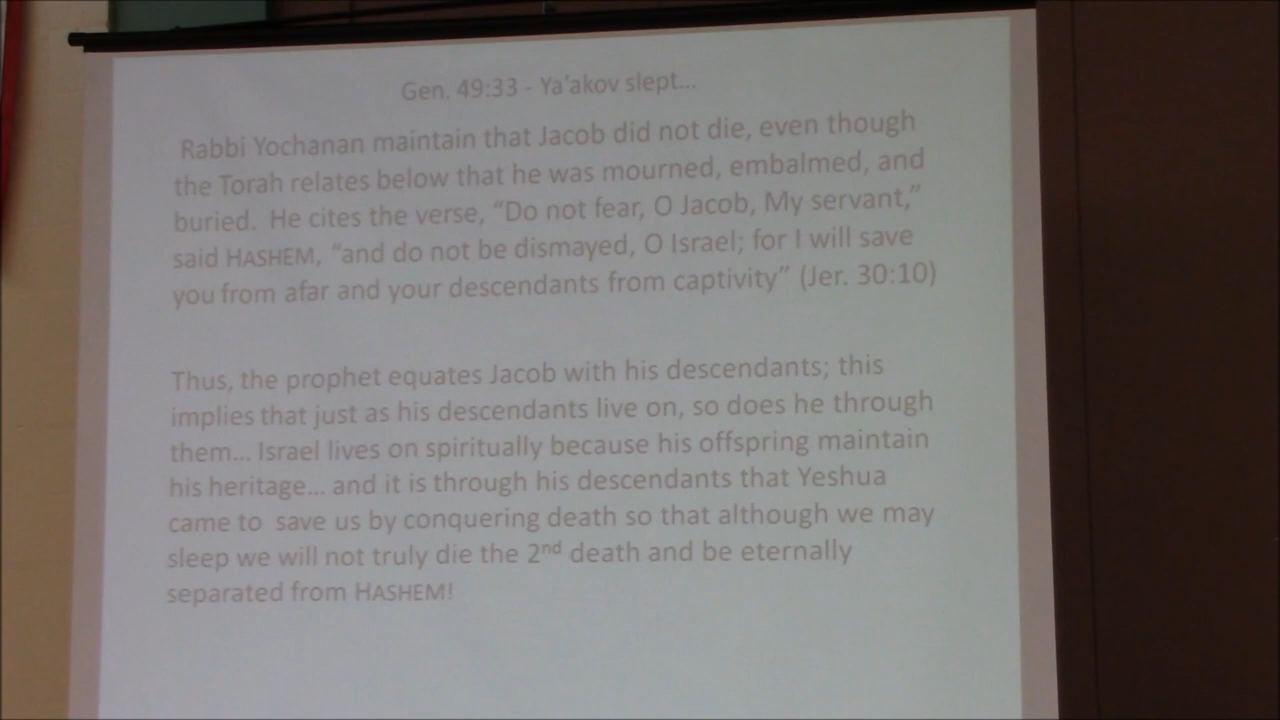 Gen. 49:33 - Ya'akov slept...
Rabbi Yochanan maintain that Jacob did not die, even though
the Torah relates below that he was mourned, embalmed, and
buried. He cites the verse, “Do not fear, O Jacob, My servant,”
said HASHEM, “and do not be dismayed, O Israel; for I will save
you from afar and your descendants from captivity” (Jer. 30:10)
Thus, the prophet equates Jacob with his descendants; this
implies that just as his descendants live on, so does he through
them... Israel lives on spiritually because his offspring maintain
his heritage... and it is through his descendants that Yeshua
came to save us by conquering death so that although we may
sleep we will not truly die the 2nd death and be eternally
separated from HASHEM!